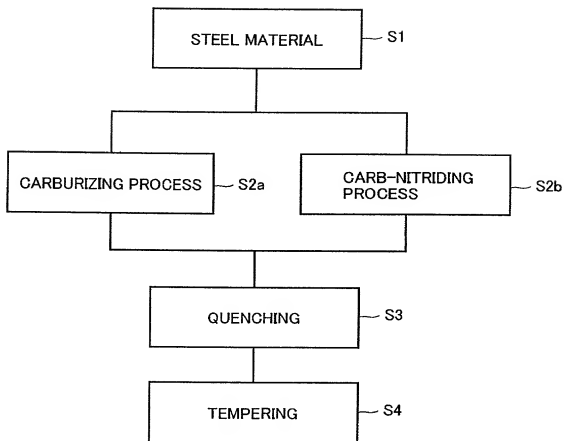 STEEL MATERIAL
S1
CARBURIZING PROCESS
S2a
CARB-NITRIDING
PROCESS
S2b
QUENCHING
S3
TEMPERING
S4